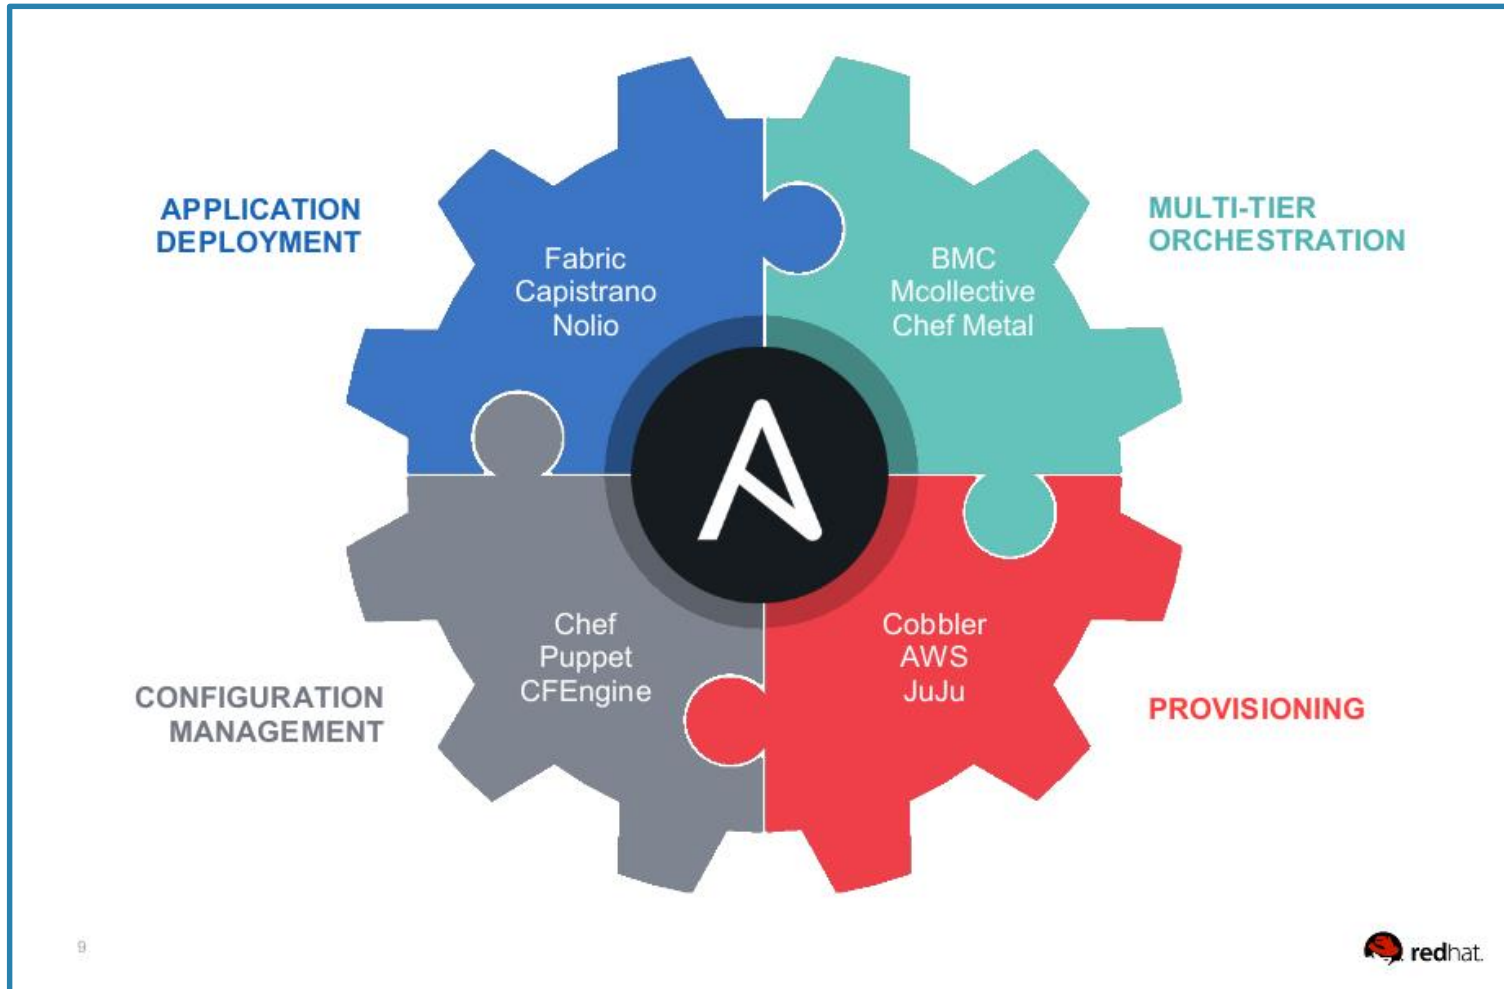 APPLICATION
DEPLOYMENT
Fabric
Capistrano
Nolio
BMC
Mcollective
Chef Metal
MULTI-TIER
ORCHESTRATION
CONFIGURATION
MANAGEMENT
Chef
Puppet
CFEngine
Cobbler
AWS
JuJu
PROVISIONING
9
redhat.